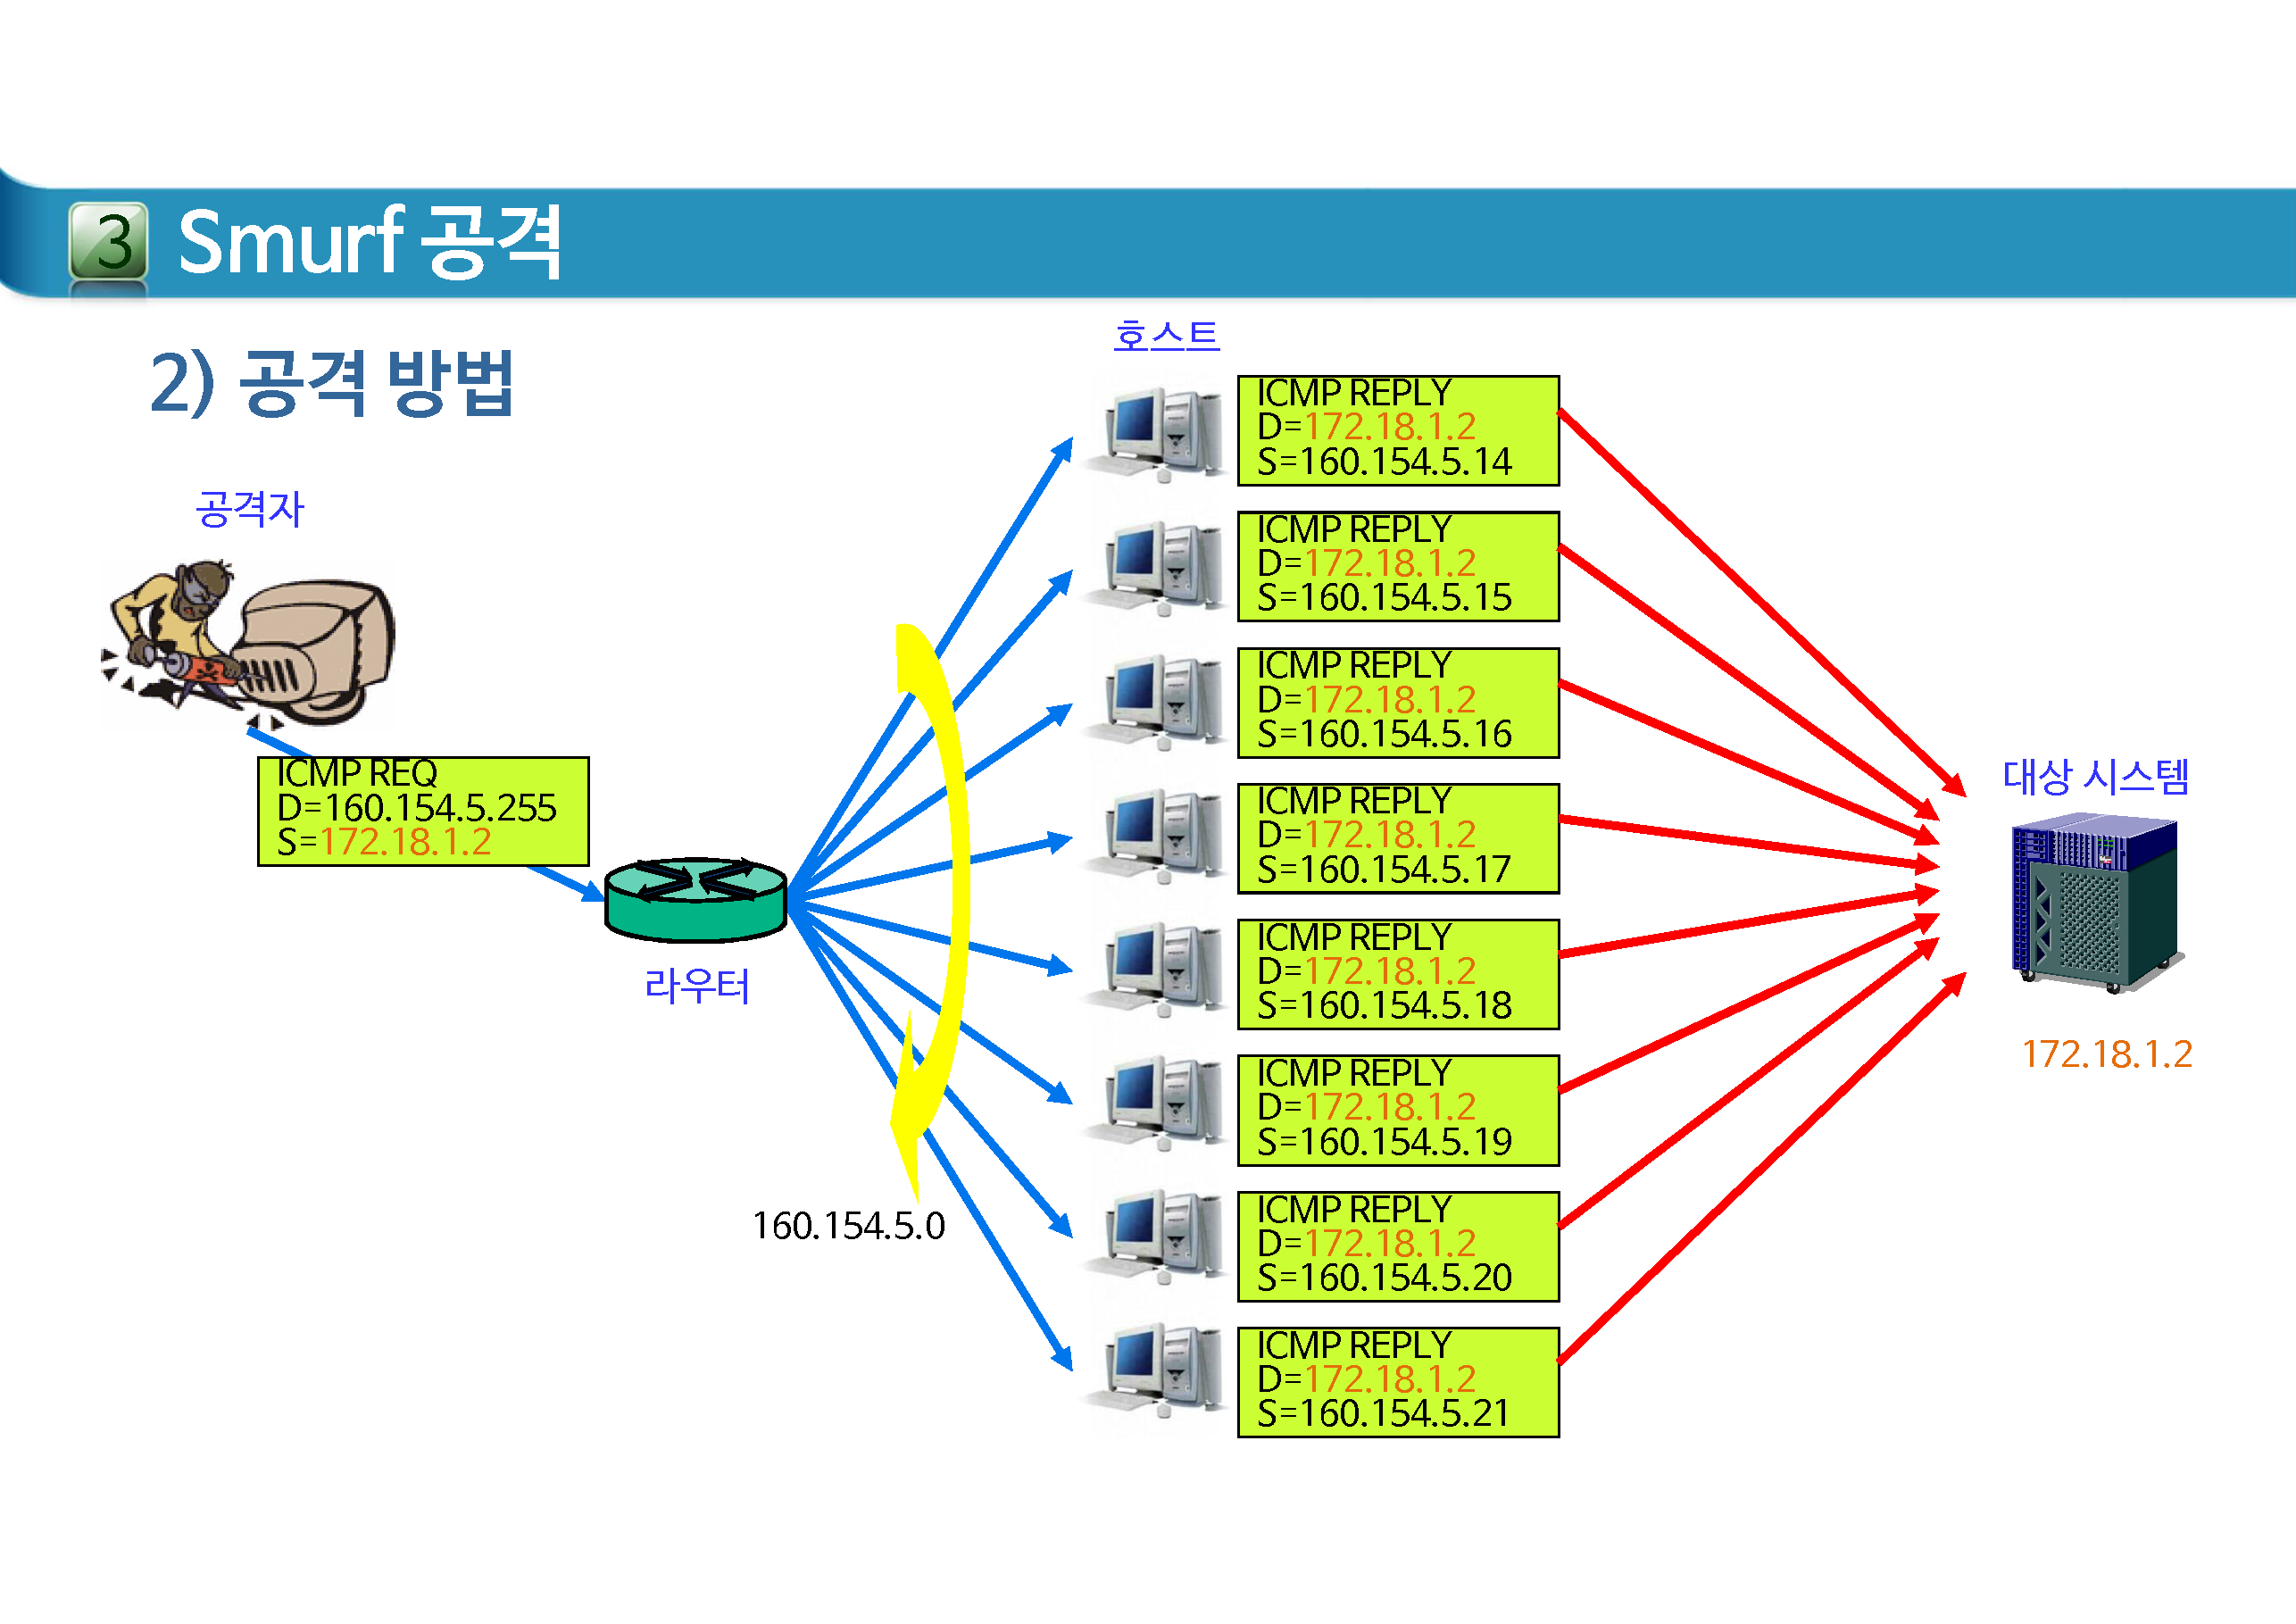 3 Smurf 공격
2) 공격 방법
공격자
ICMP REQ
D=160.154.5.255
S=172.18.1.2
라우터
160.154.5.0
호스트
ICMP REPLY
D=172.18.1.2
S=160.154.5.14
ICMP REPLY
D=172.18.1.2
S=160.154.5.15
ICMP REPLY
D=172.18.1.2
S=160.154.5.16
ICMP REPLY
D=172.18.1.2
S=160.154.5.17
ICMP REPLY
D=172.18.1.2
S=160.154.5.18
ICMP REPLY
D=172.18.1.2
S=160.154.5.19
ICMP REPLY
D=172.18.1.2
S=160.154.5.20
ICMP REPLY
D=172.18.1.2
S=160.154.5.21
대상 시스템
172.18.1.2